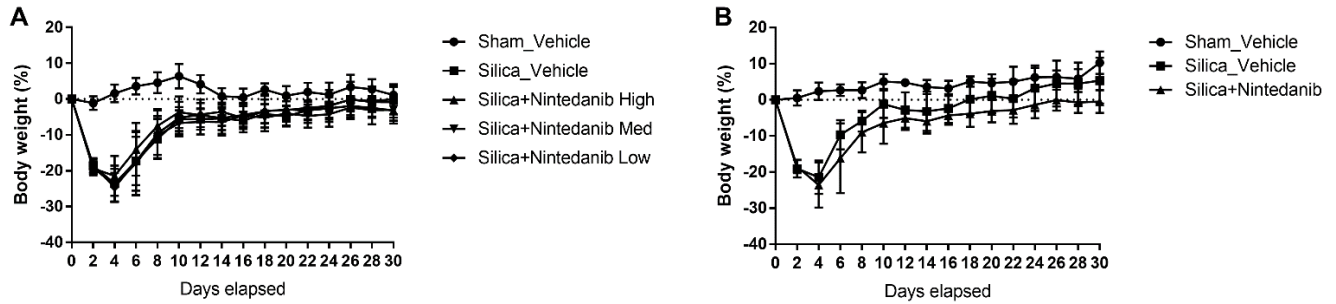 A
Body weight (%)
20
10
0
-10
-20
-30
-40
0 2 4 6 8 10 12 14 16 18 20 22 24 26 28 30
Days elapsed
Sham_Vehicle
Silica_Vehicle
Silica+Nintedanib High
Silica+Nintedanib Med
Silica+Nintedanib Low
B
Body weight (%)
20
10
0
-10
-20
-30
-40
0 2 4 6 8 10 12 14 16 18 20 22 24 26 28 30
Days elapsed
Sham_Vehicle
Silica_Vehicle
Silica+Nintedanib